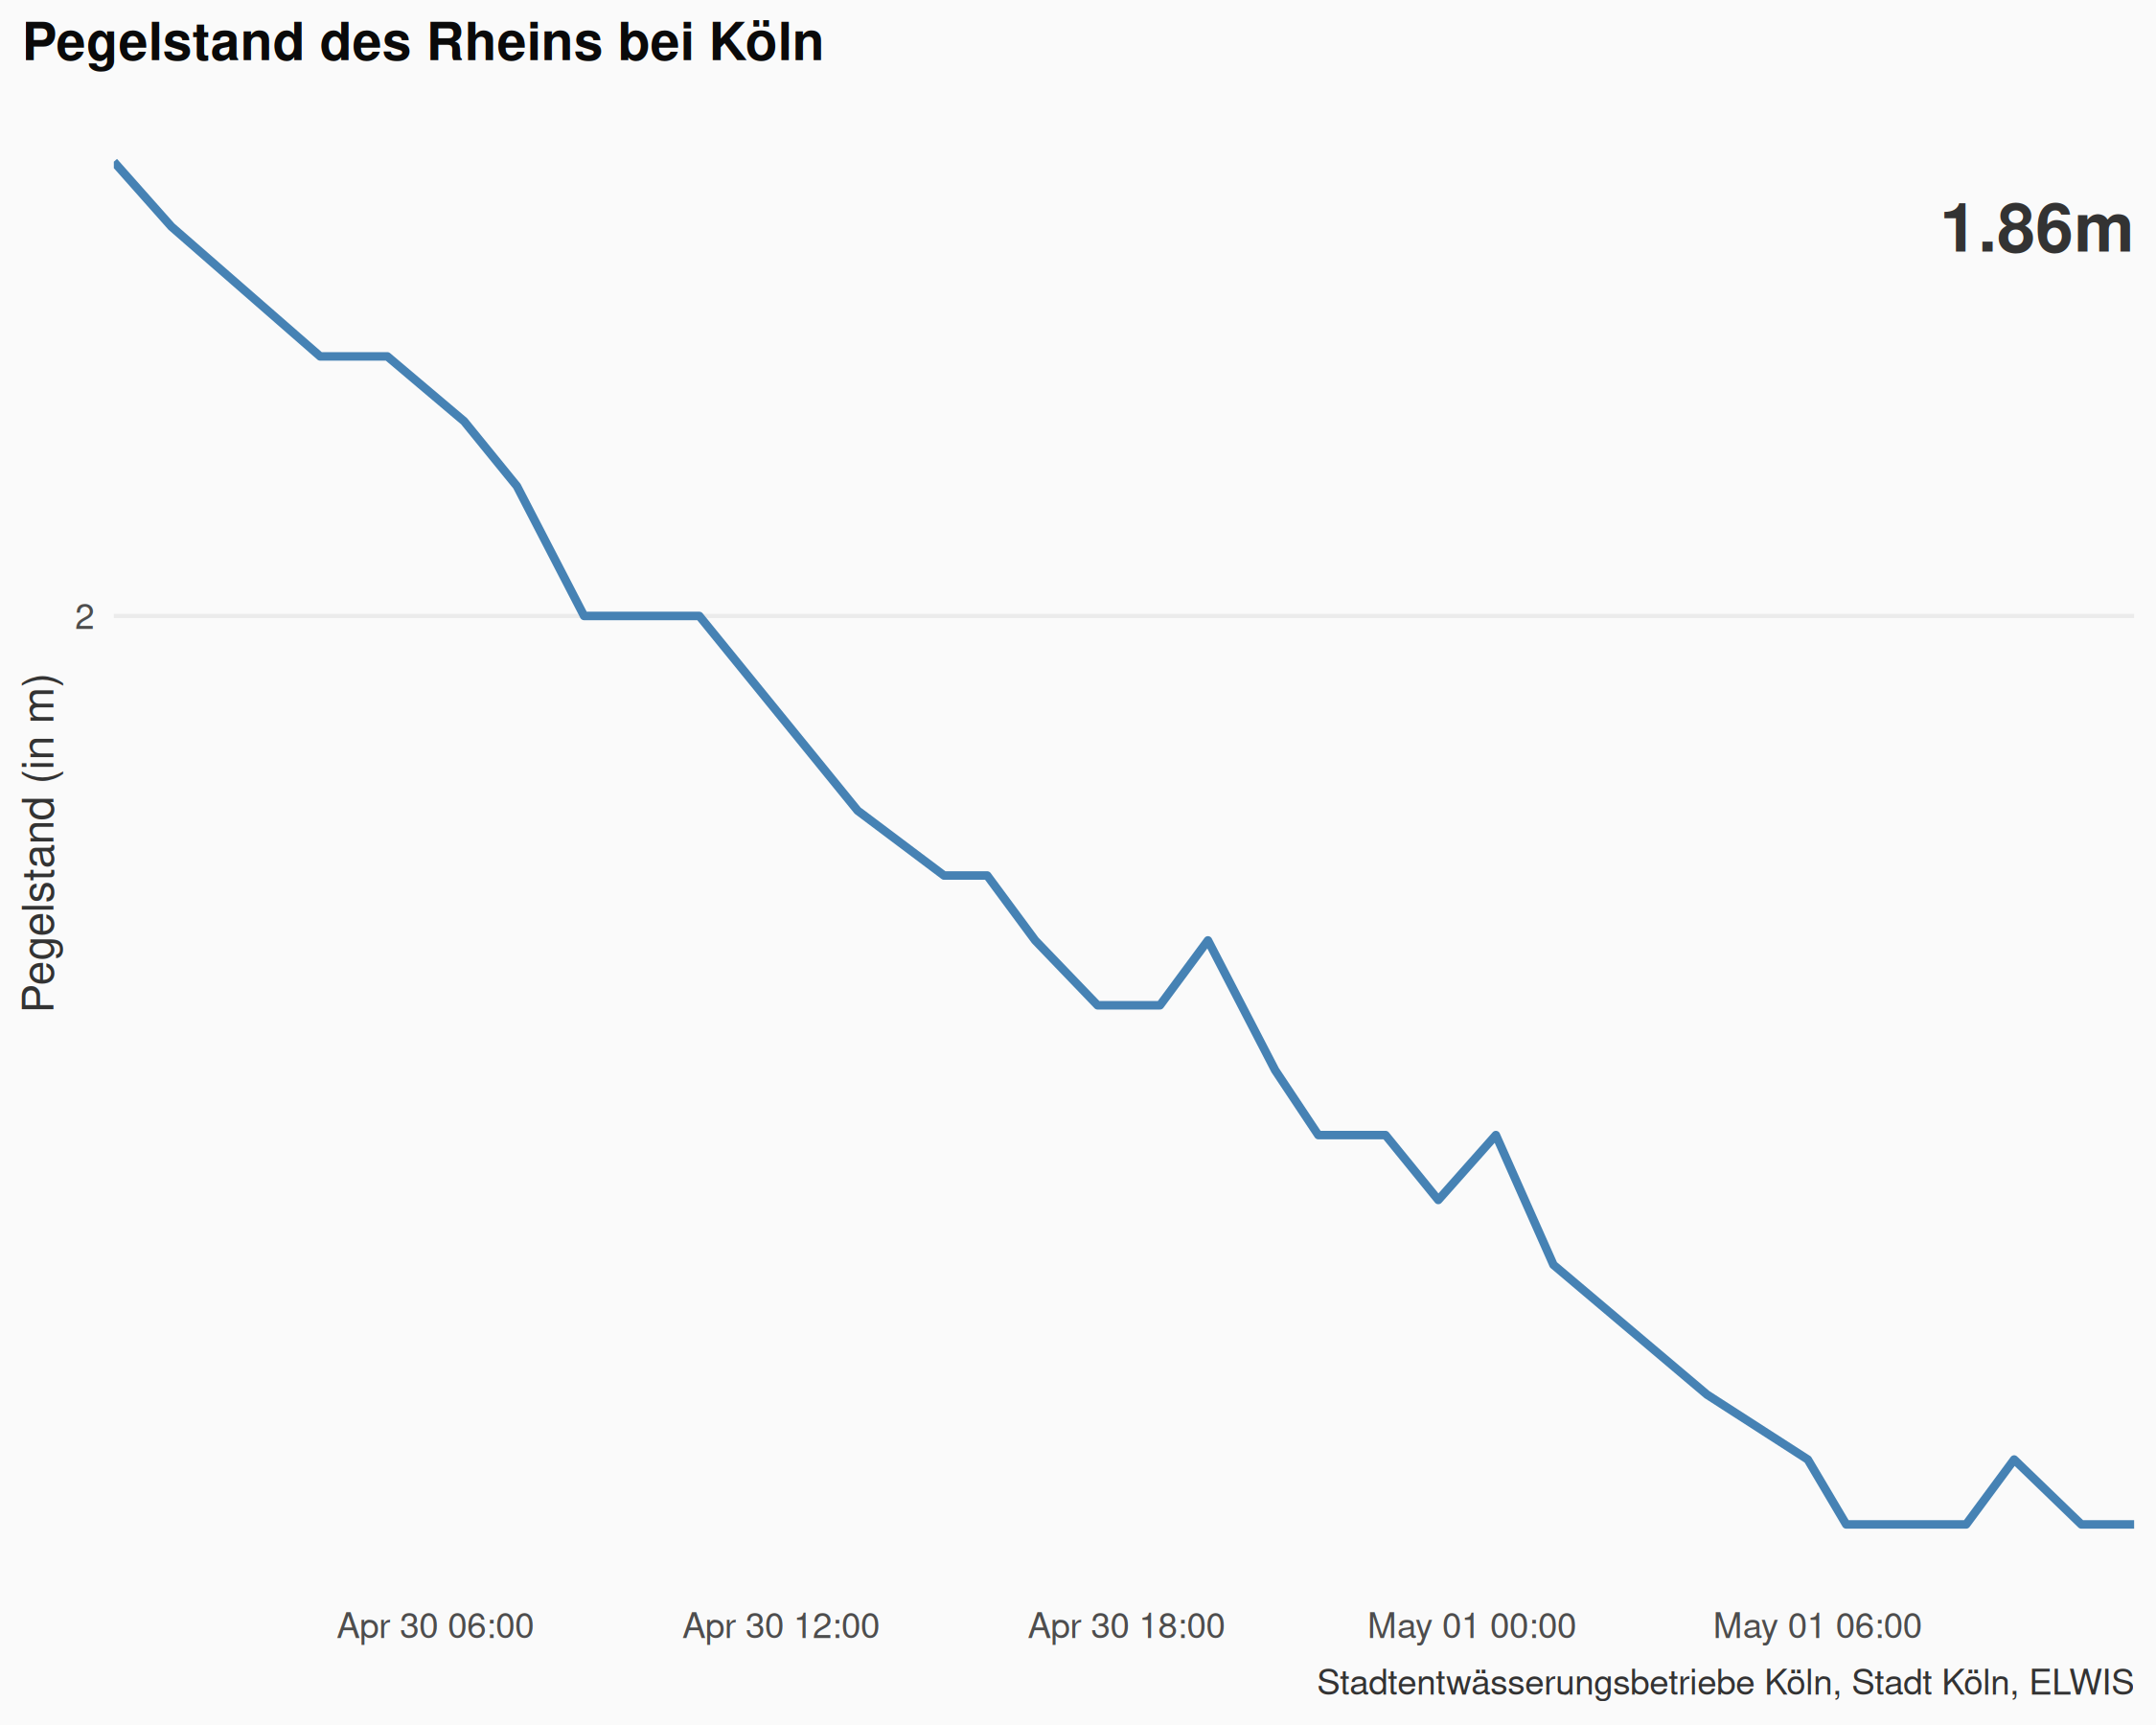 Pegelstand des Rheins bei Köln
1.86m
2
Pegelstand (in m)
Apr 30 06:00 Apr 30 12:00 Apr 30 18:00 May 01 00:00 May 01 06:00
Stadtentwässerungsbetriebe Köln, Stadt Köln, ELWIS